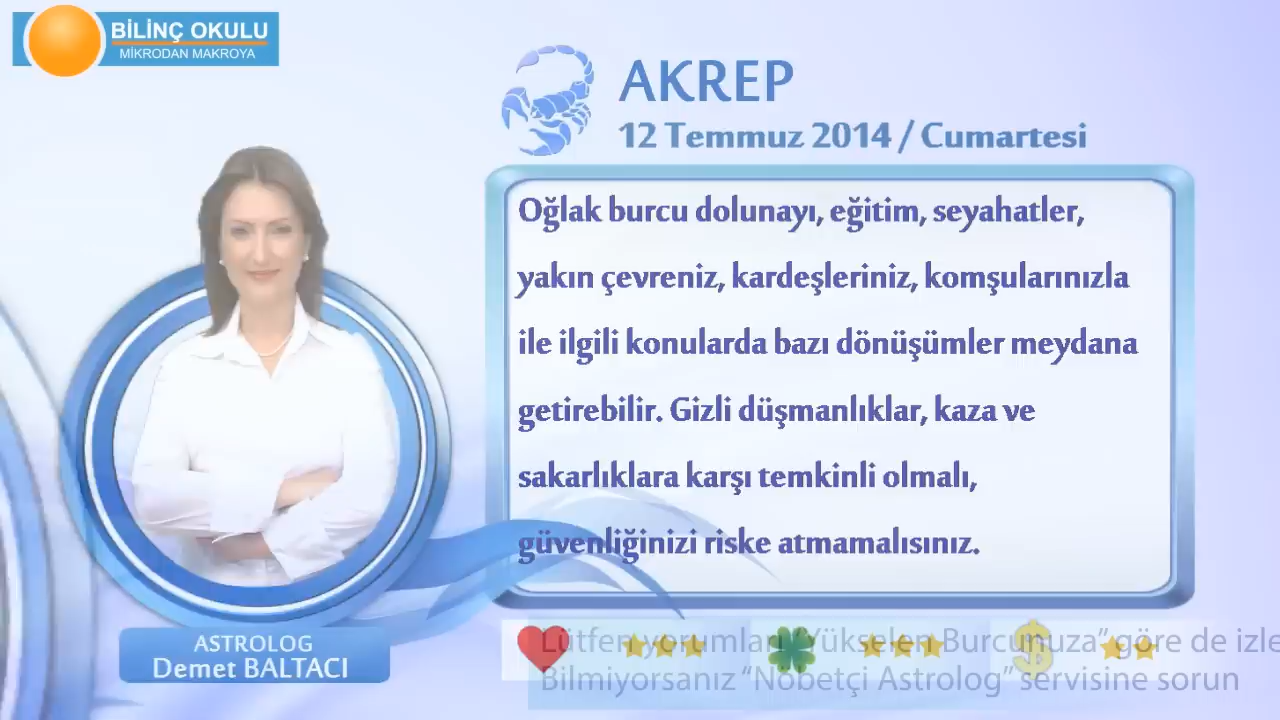 BİLİNÇ OKULU
MİKRODAN MAKROYA
AKREP
12 Temmuz 2014 / Cumartesi
Oğlak burcu dolunayı, eğitim, seyahatler,
yakın çevreniz, kardeşleriniz, komşularınızla
ile ilgili konularda bazı dönüşümler meydana
getirebilir. Gizli düşmanlıklar, kaza ve
sakarlıklara karşı temkinli olmalı,
güvenliğinizi riske atmamalısınız.
ASTROLOG
Demet BALTACI
Lütfen yorumları "Yükselen Burcunuza" göre de izle
Bilmiyorsanız "Nöbetçi Astrolog" servisine sorun